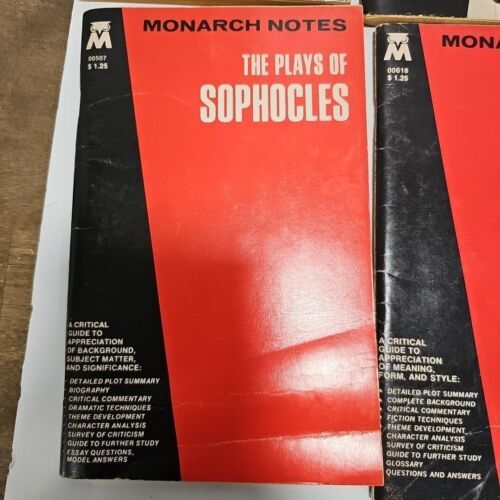 M
00507
$ 1.25
MONARCH NOTES
THE PLAYS OF
SOPHOCLES
A CRITICAL
GUIDE TO
APPRECIATION
OF BACKGROUND,
SUBJECT MATTER,
AND SIGNIFICANCE:
• DETAILED PLOT SUMMARY
• BIOGRAPHY
• CRITICAL COMMENTARY
• DRAMATIC TECHNIQUES
• THEME DEVELOPMENT
• CHARACTER ANALYSIS
• SURVEY OF CRITICISM
• GUIDE TO FURTHER STUDY
• ESSAY QUESTIONS,
MODEL ANSWERS
M
00618
$ 1.25
MONA
A CRITICAL
GUIDE TO
APPRECIATION
OF MEANING,
FORM, AND STYLE:
• DETAILED PLOT SUMMARY
• COMPLETE BACKGROUND
• CRITICAL COMMENTARY
• FICTION TECHNIQUES
• THEME DEVELOPMENT
• CHARACTER ANALYSIS
• SURVEY OF CRITICISM
• GUIDE TO FURTHER STUDY
• GLOSSARY
• QUESTIONS AND ANSWERS